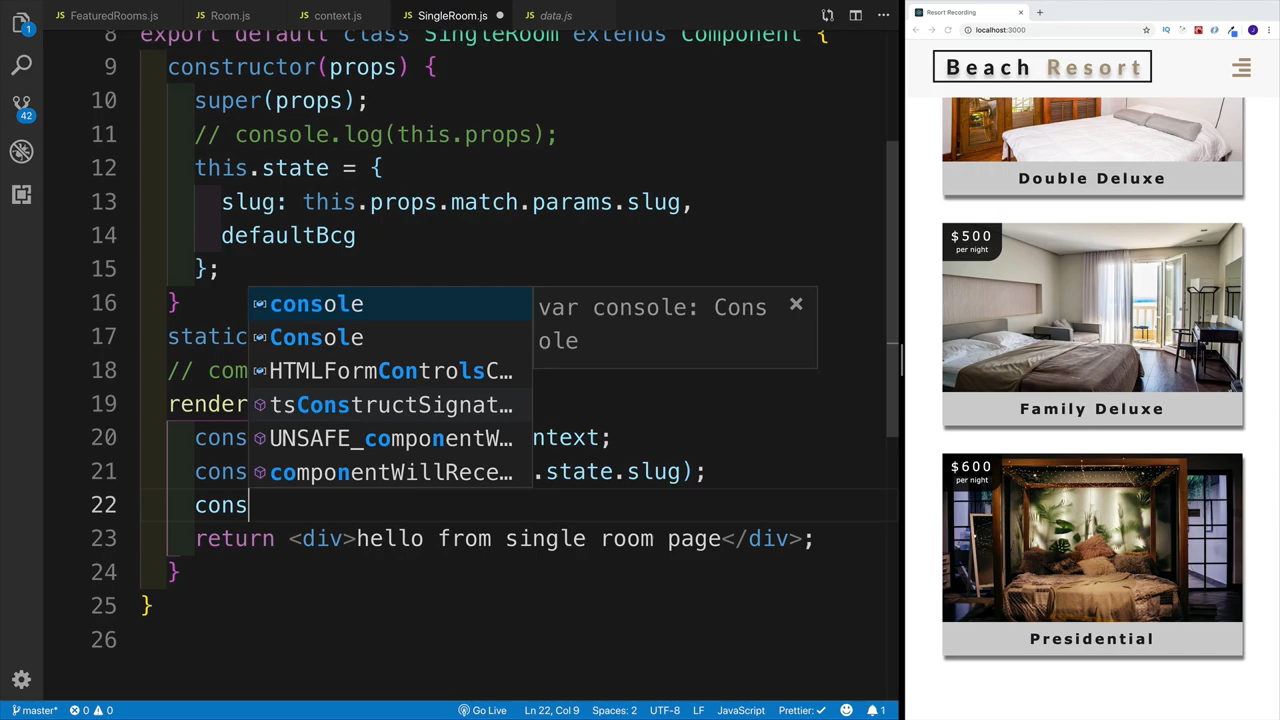 FeaturedRooms.js
Room.js
context.js
SingleRoom.js
data.js
8 export default class SingleRoom extends Component {
9 constructor(props) {
10 super(props);
11 // console.log(this.props);
12 this.state = {
13 slug: this.props.match.params.slug,
14 defaultBcg
15 };
16 }
17 static
18 // com
19 render
20 cons ntext;
21 cons .state.slug);
22 cons
23 return <div>hello from single room page</div>;
24 }
25 }
26
console
Console
HTMLFormControlsC...
tsConstructSignat...
UNSAFE_componentW...
componentWillRece...
var console: Cons
ole
1
42
master*
0
0
Go Live
Ln 22, Col 9
Spaces: 2
UTF-8
LF
JavaScript
Prettier: ✓
1
Resort Recording
localhost:3000
IQ
J
Beach Resort
Double Deluxe
$500
per night
Family Deluxe
$600
per night
Presidential